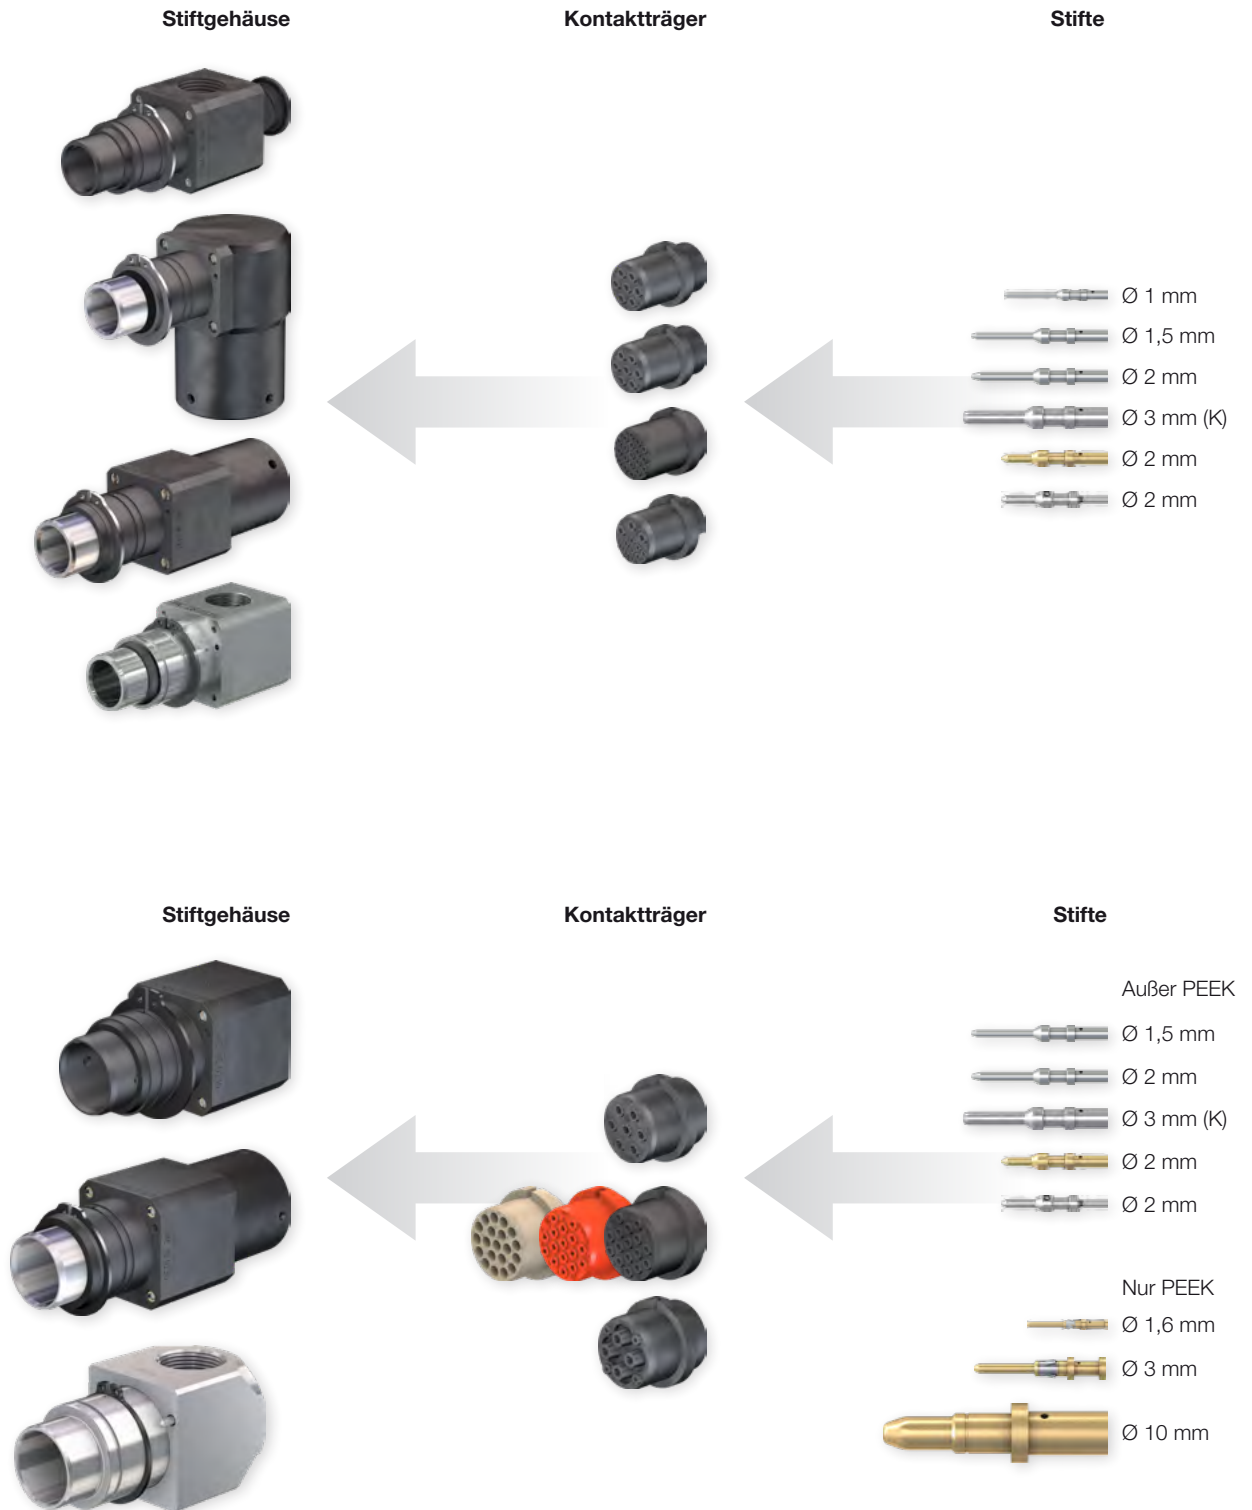 Stiftgehäuse Kontaktträger Stifte
Ø 1 mm
Ø 1,5 mm
Ø 2 mm
Ø 3 mm (K)
Ø 2 mm
Ø 2 mm
Stiftgehäuse Kontaktträger Stifte
Außer PEEK
Ø 1,5 mm
Ø 2 mm
Ø 3 mm (K)
Ø 2 mm
Ø 2 mm
Nur PEEK
Ø 1,6 mm
Ø 3 mm
Ø 10 mm